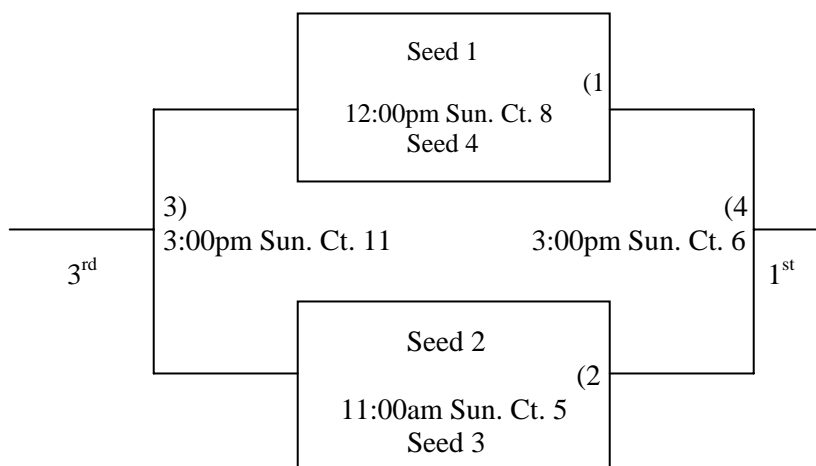 Seed 1
(1
12:00pm Sun. Ct. 8
Seed 4
3)
(4
3:00pm Sun. Ct. 11
3:00pm Sun. Ct. 6
3rd
1st
Seed 2
(2
11:00am Sun. Ct. 5
Seed 3